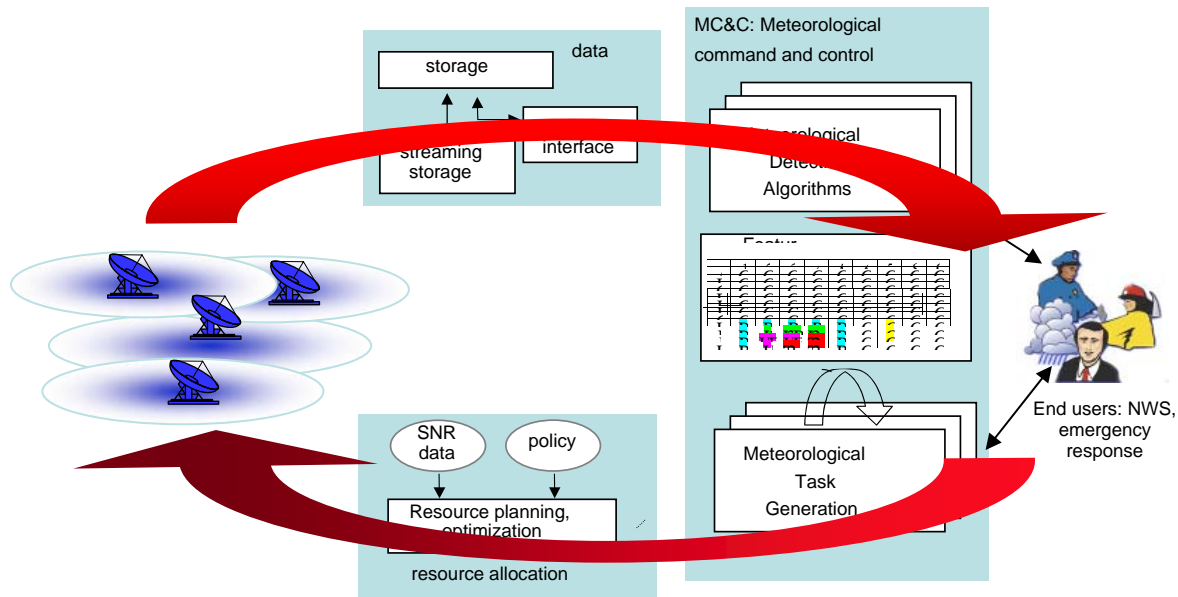 data
storage
streaming
storage
interface
MC&C: Meteorological
command and control
Algorithms
End users: NWS,
emergency
response
SNR
data
policy
Resource planning,
optimization
resource allocation
Meteorological
Task
Generation